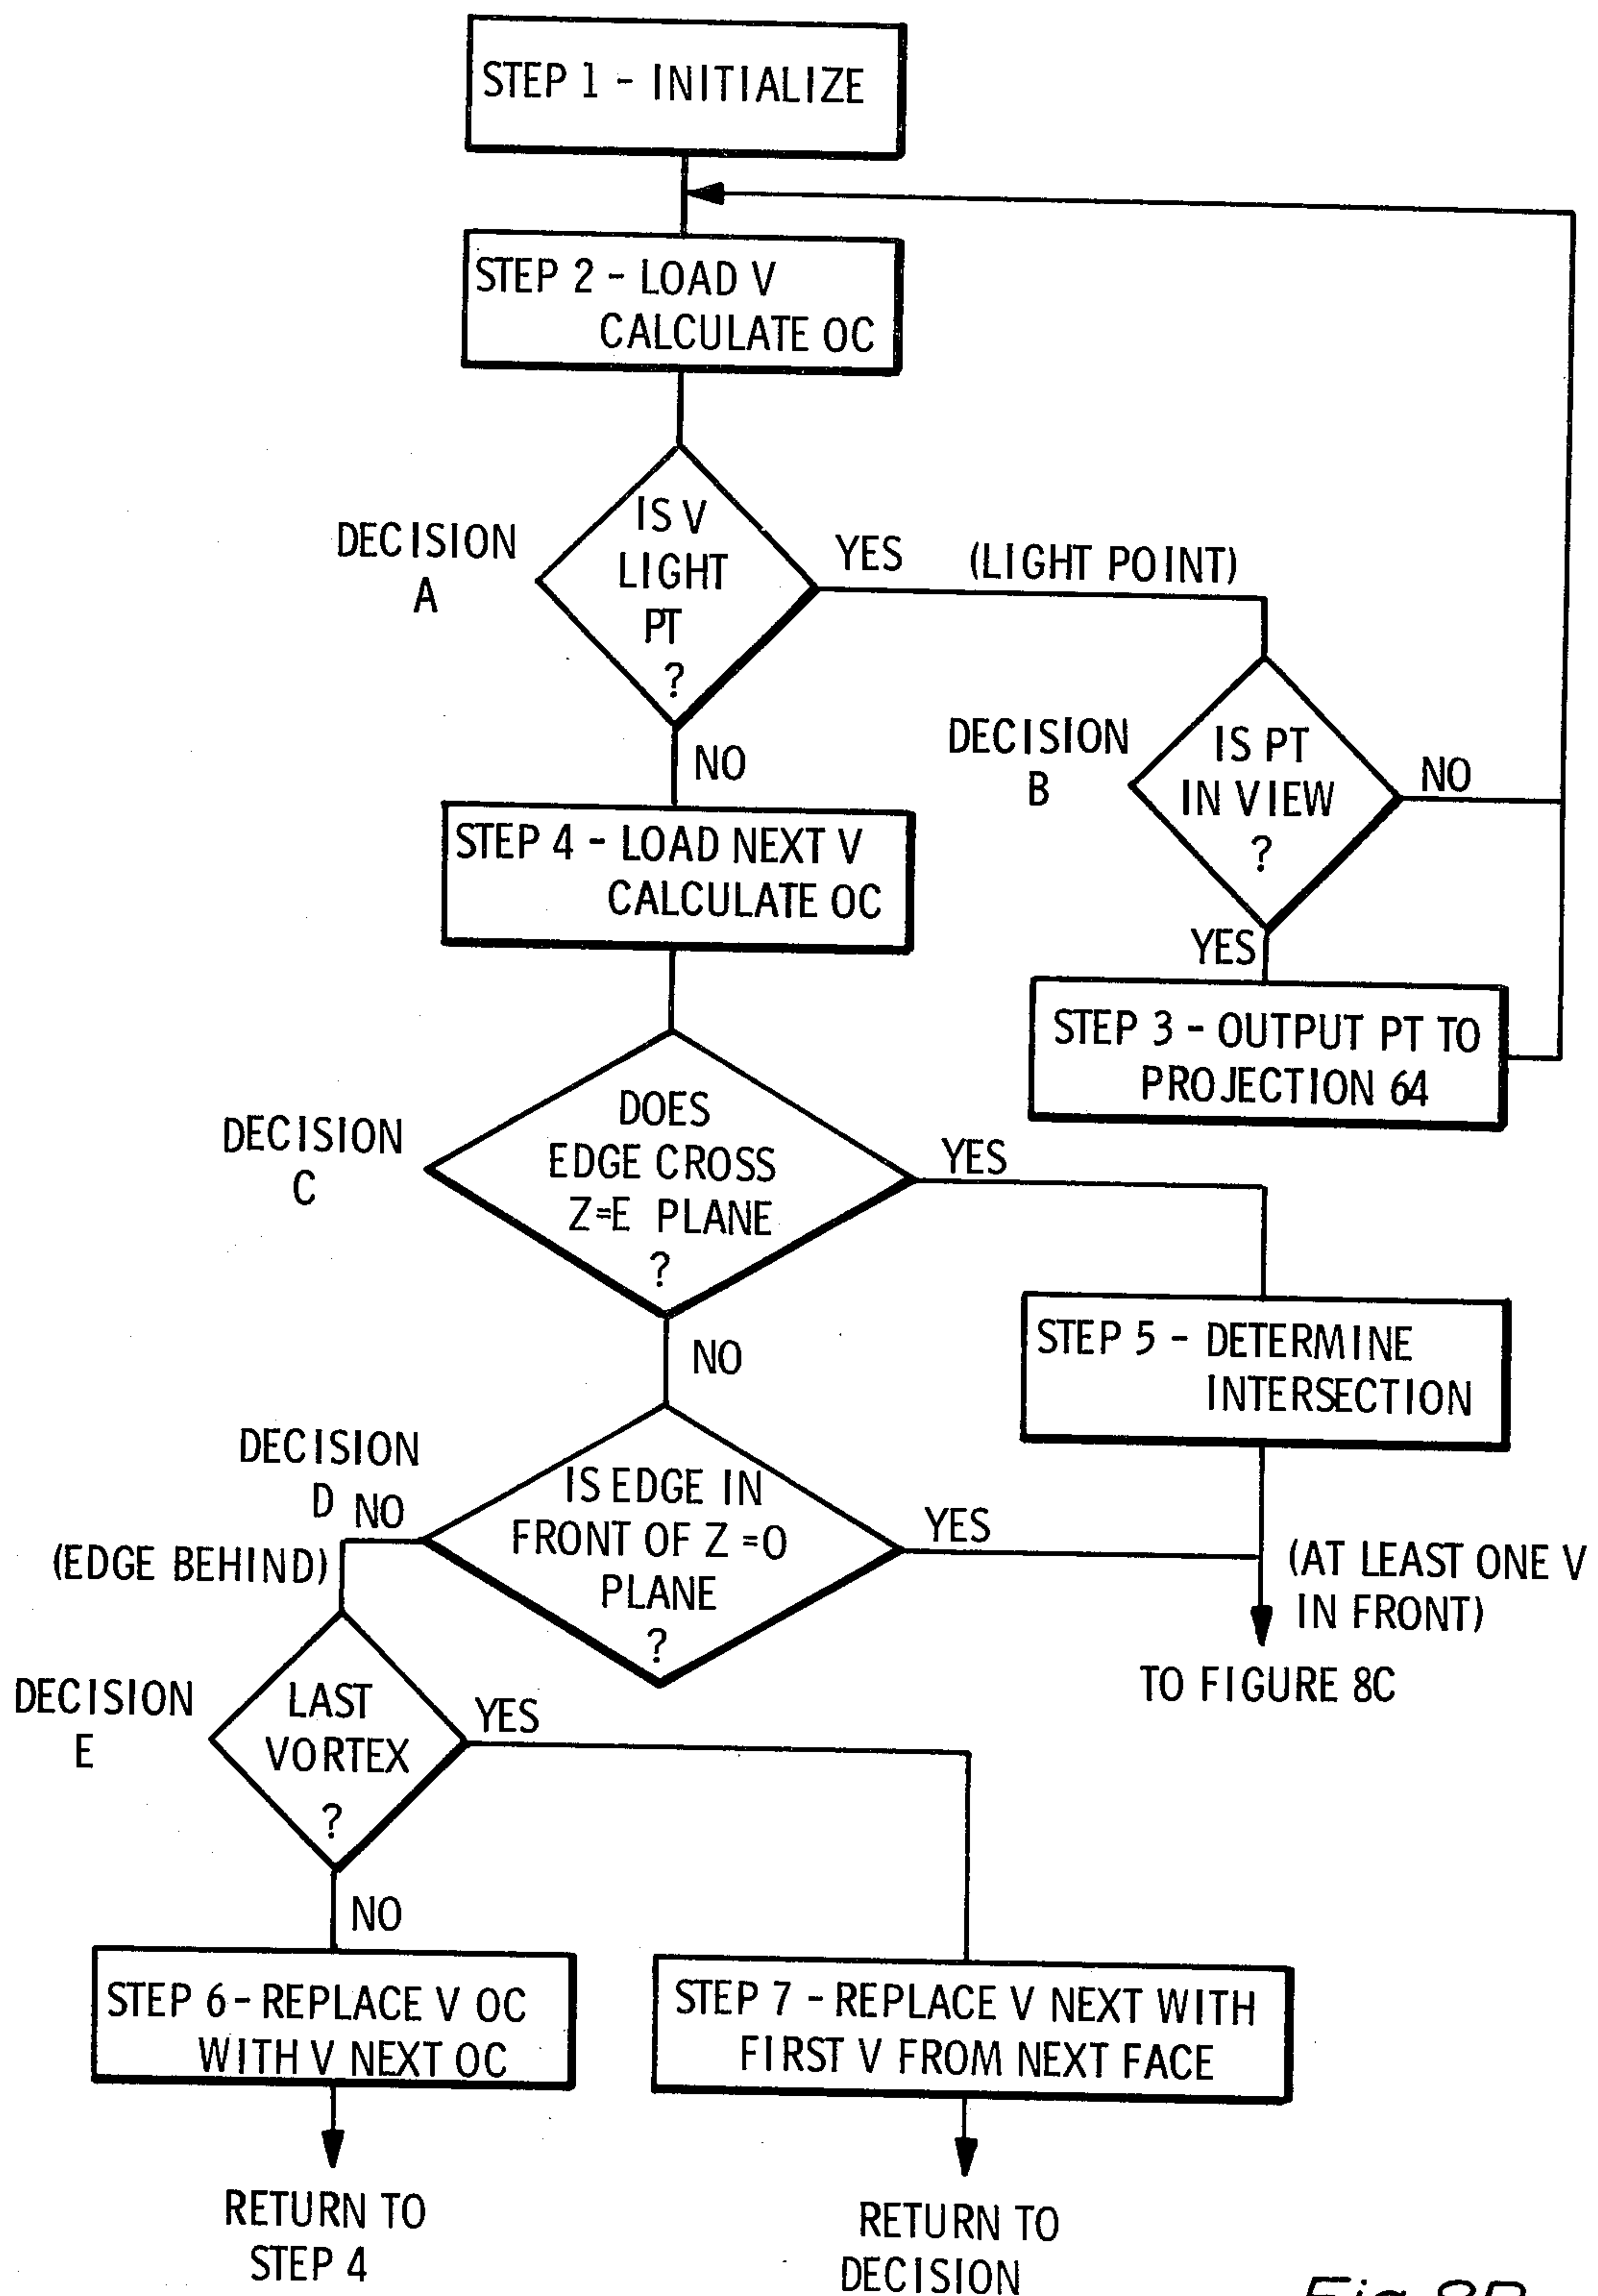 STEP 1 - INITIALIZE
STEP 2 - LOAD V
CALCULATE OC
DECISION
A
IS V
LIGHT
PT
?
YES (LIGHT POINT)
NO
DECISION
B
IS PT
IN VIEW
?
NO
YES
STEP 3 - OUTPUT PT TO
PROJECTION 64
STEP 4 - LOAD NEXT V
CALCULATE OC
DECISION
C
DOES
EDGE CROSS
Z=E PLANE
?
YES
NO
STEP 5 - DETERMINE
INTERSECTION
DECISION
D
NO
(EDGE BEHIND)
IS EDGE IN
FRONT OF Z =0
PLANE
?
YES
(AT LEAST ONE V
IN FRONT)
TO FIGURE 8C
DECISION
E
LAST
VORTEX
?
YES
NO
STEP 6 - REPLACE V OC
WITH V NEXT OC
STEP 7 - REPLACE V NEXT WITH
FIRST V FROM NEXT FACE
RETURN TO
STEP 4
RETURN TO
DECISION